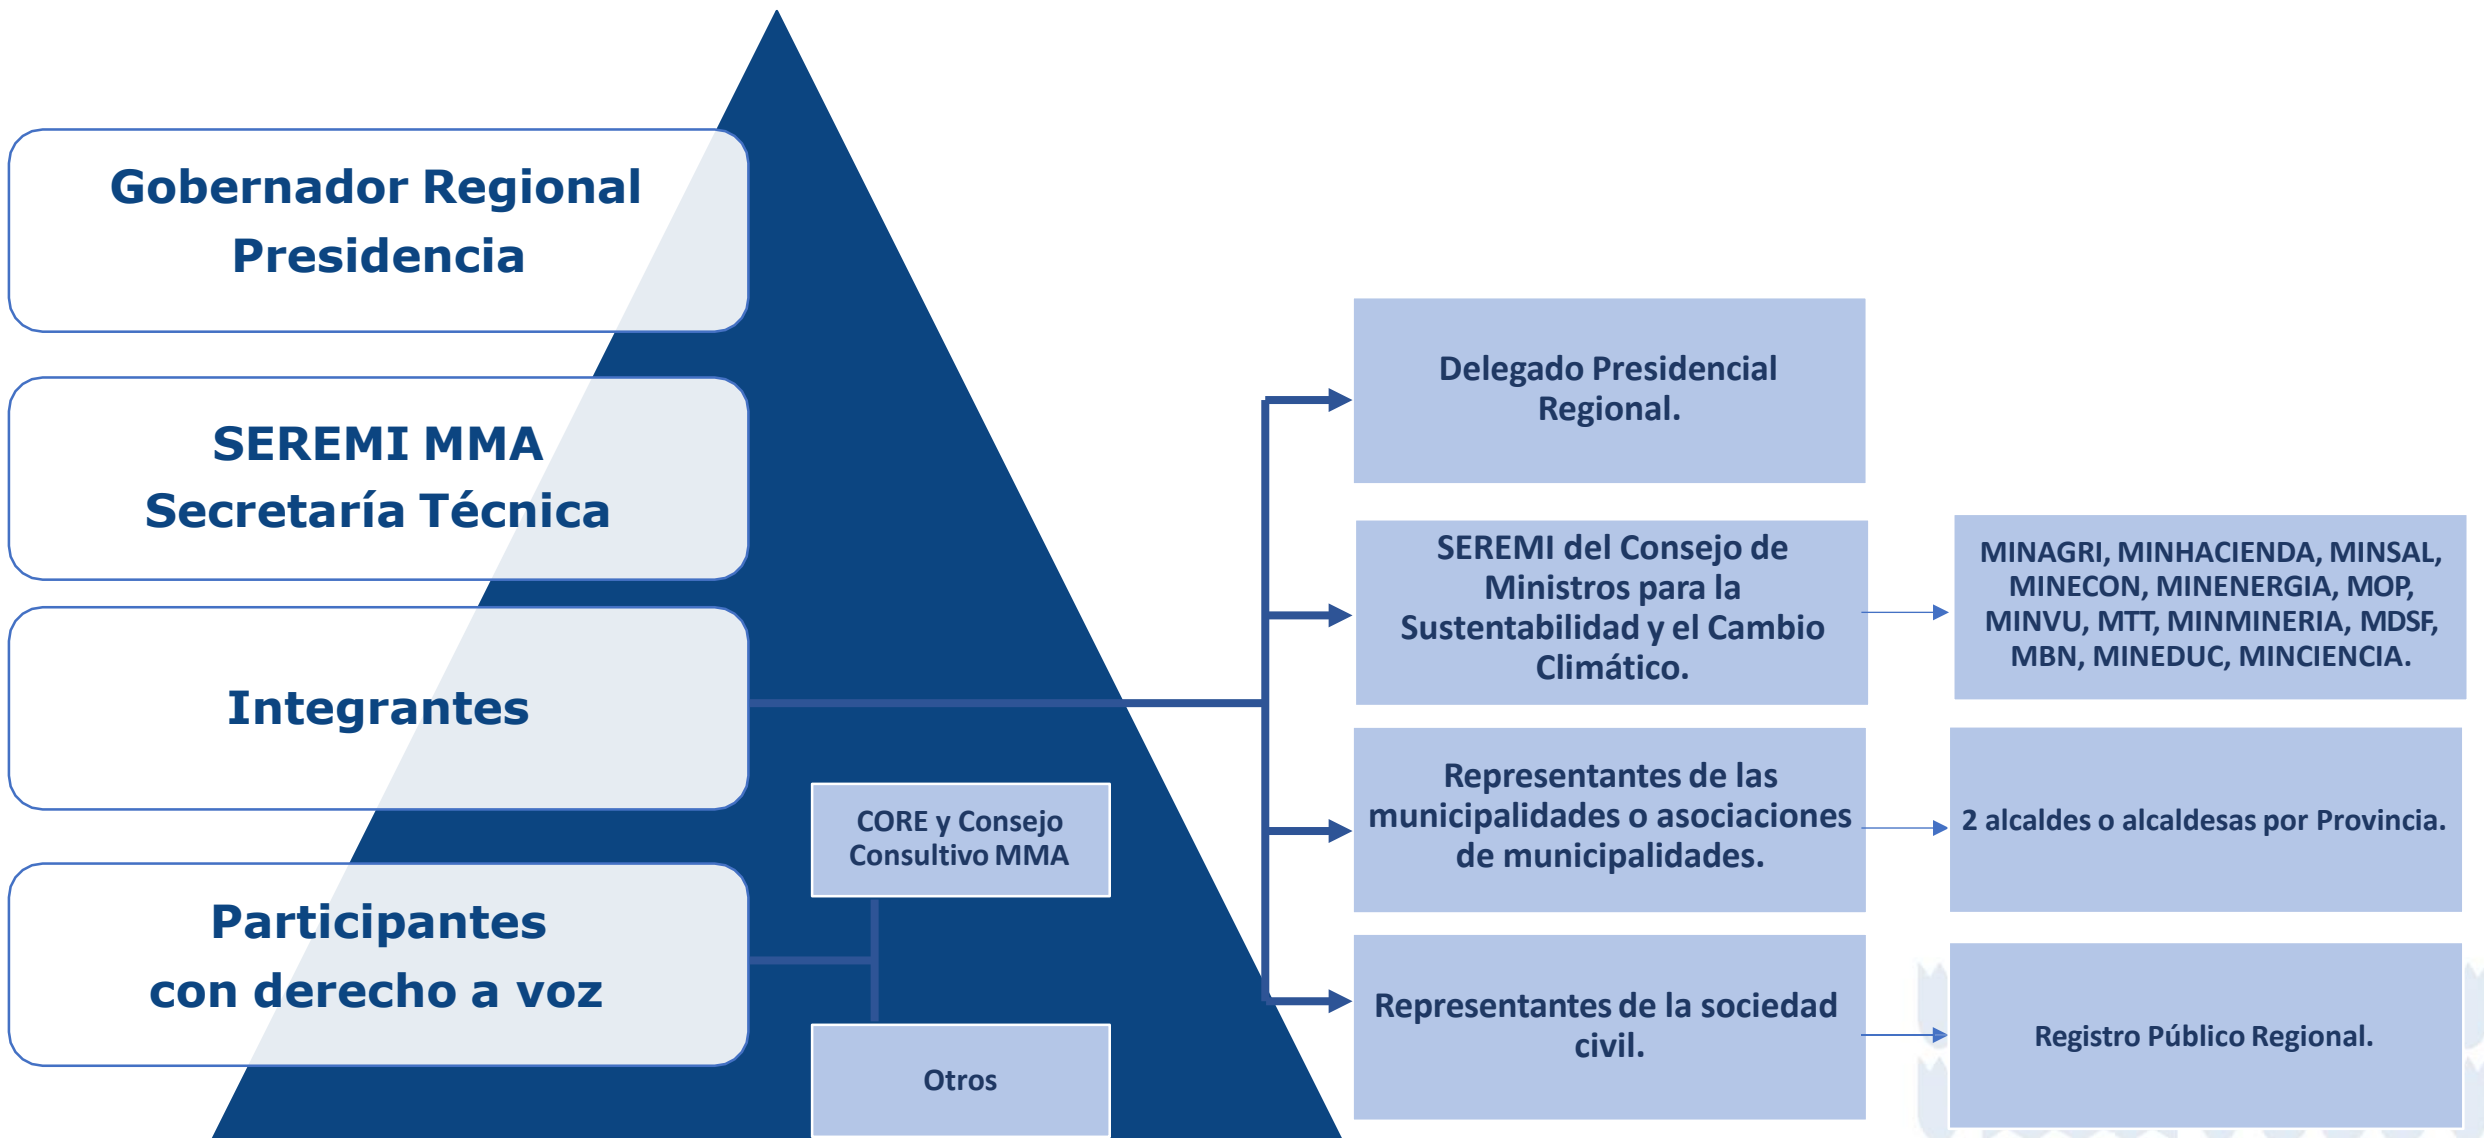 Gobernador Regional
Presidencia
SEREMI MMA
Secretaría Técnica
Integrantes
Participantes
con derecho a voz
CORE y Consejo
Consultivo MMA
Otros
Delegado Presidencial
Regional.
SEREMI del Consejo de
Ministros para la
Sustentabilidad y el Cambio
Climático.
MINAGRI, MINHACIENDA, MINSAL,
MINECON, MINENERGIA, MOP,
MINVU, MTT, MINMINERIA, MDSF,
MBN, MINEDUC, MINCIENCIA.
Representantes de las
municipalidades o asociaciones
de municipalidades.
2 alcaldes o alcaldesas por Provincia.
Representantes de la sociedad
civil.
Registro Público Regional.